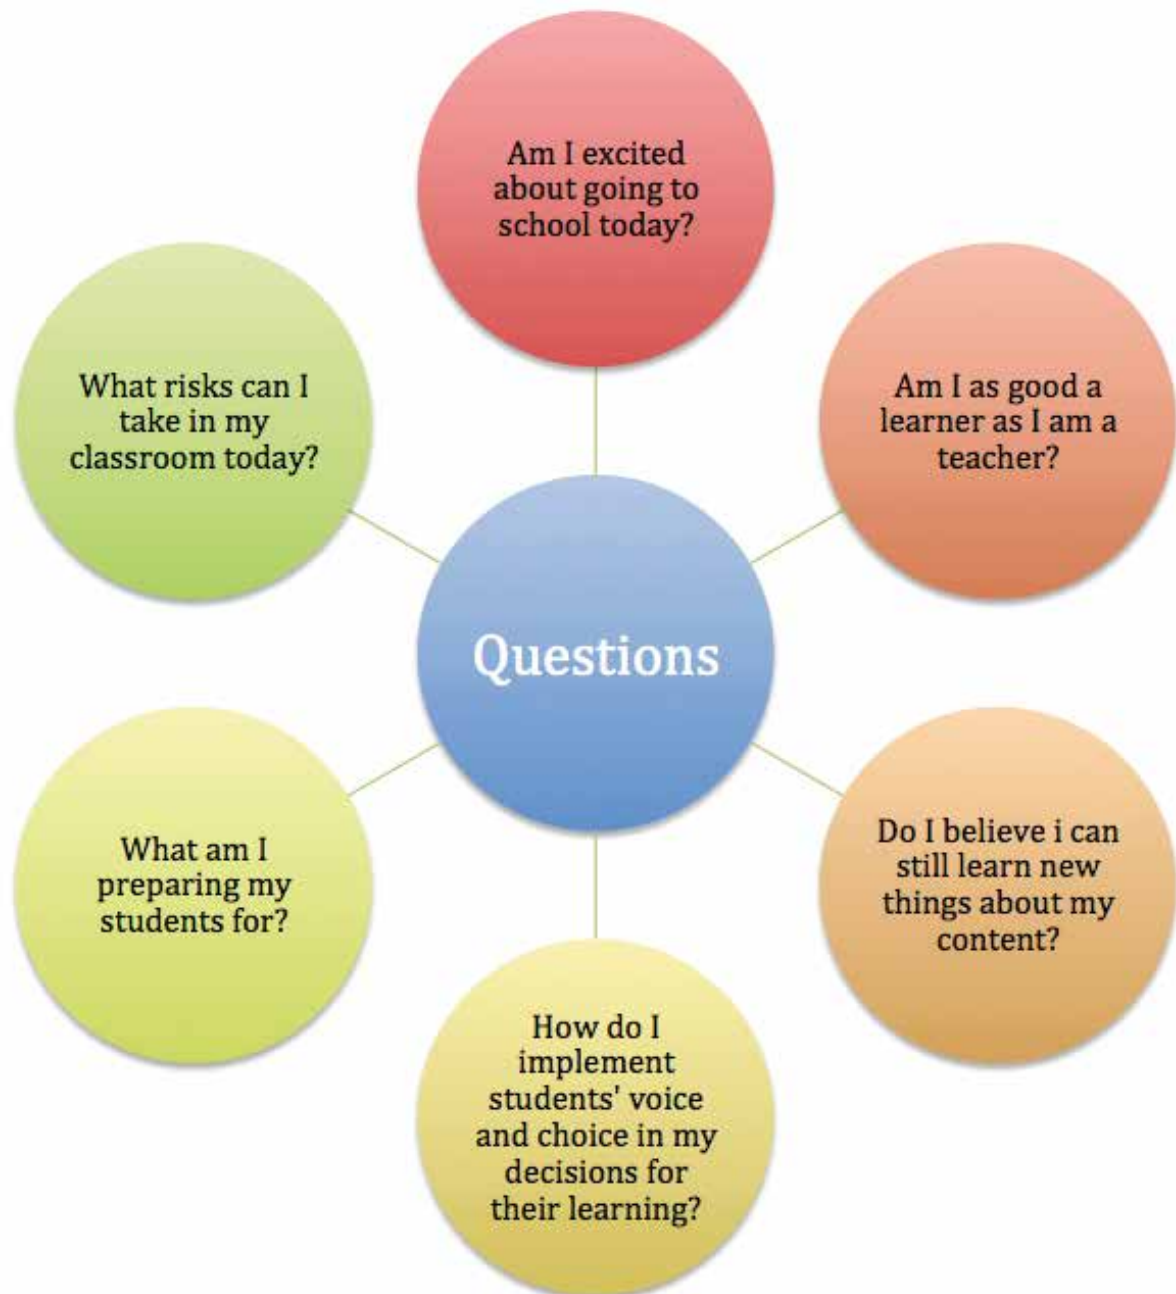 Am I excited
about going to
school today?
What risks can I
take in my
classroom today?
Am I as good a
learner as I am a
teacher?
Questions
What am I
preparing my
students for?
Do I believe i can
still learn new
things about my
content?
How do I
implement
students' voice
and choice in my
decisions for
their learning?